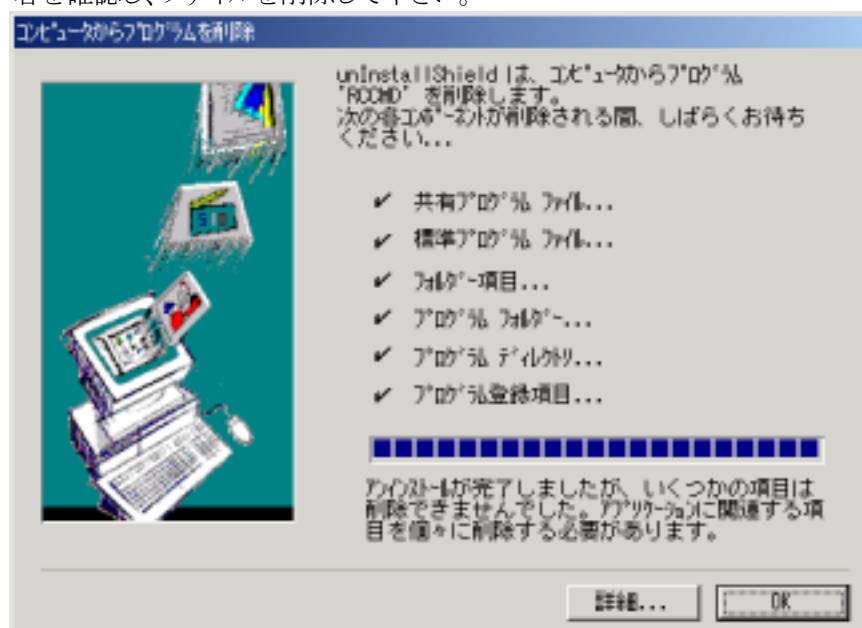 名を確認し、ファイルを削除して下さい。
ｺﾝﾋﾟｭｰﾀからﾌﾟﾛｸﾞﾗﾑを削除
unInstallShield は、ｺﾝﾋﾟｭｰﾀからﾌﾟﾛｸﾞﾗﾑ
'RCCMD' を削除します。
次の各ｺﾝﾎﾟｰﾈﾝﾄが削除される間、しばらくお待ち
ください...
✔ 共有ﾌﾟﾛｸﾞﾗﾑ ﾌｧｲﾙ...
✔ 標準ﾌﾟﾛｸﾞﾗﾑ ﾌｧｲﾙ...
✔ ﾌｫﾙﾀﾞｰ項目...
✔ ﾌﾟﾛｸﾞﾗﾑ ﾌｫﾙﾀﾞｰ...
✔ ﾌﾟﾛｸﾞﾗﾑ ﾃﾞｨﾚｸﾄﾘ...
✔ ﾌﾟﾛｸﾞﾗﾑ登録項目...
ｱﾝｲﾝｽﾄｰﾙが完了しましたが、いくつかの項目は
削除できませんでした。ｱﾌﾟﾘｹｰｼｮﾝに関連する項
目を個々に削除する必要があります。
詳細...
OK